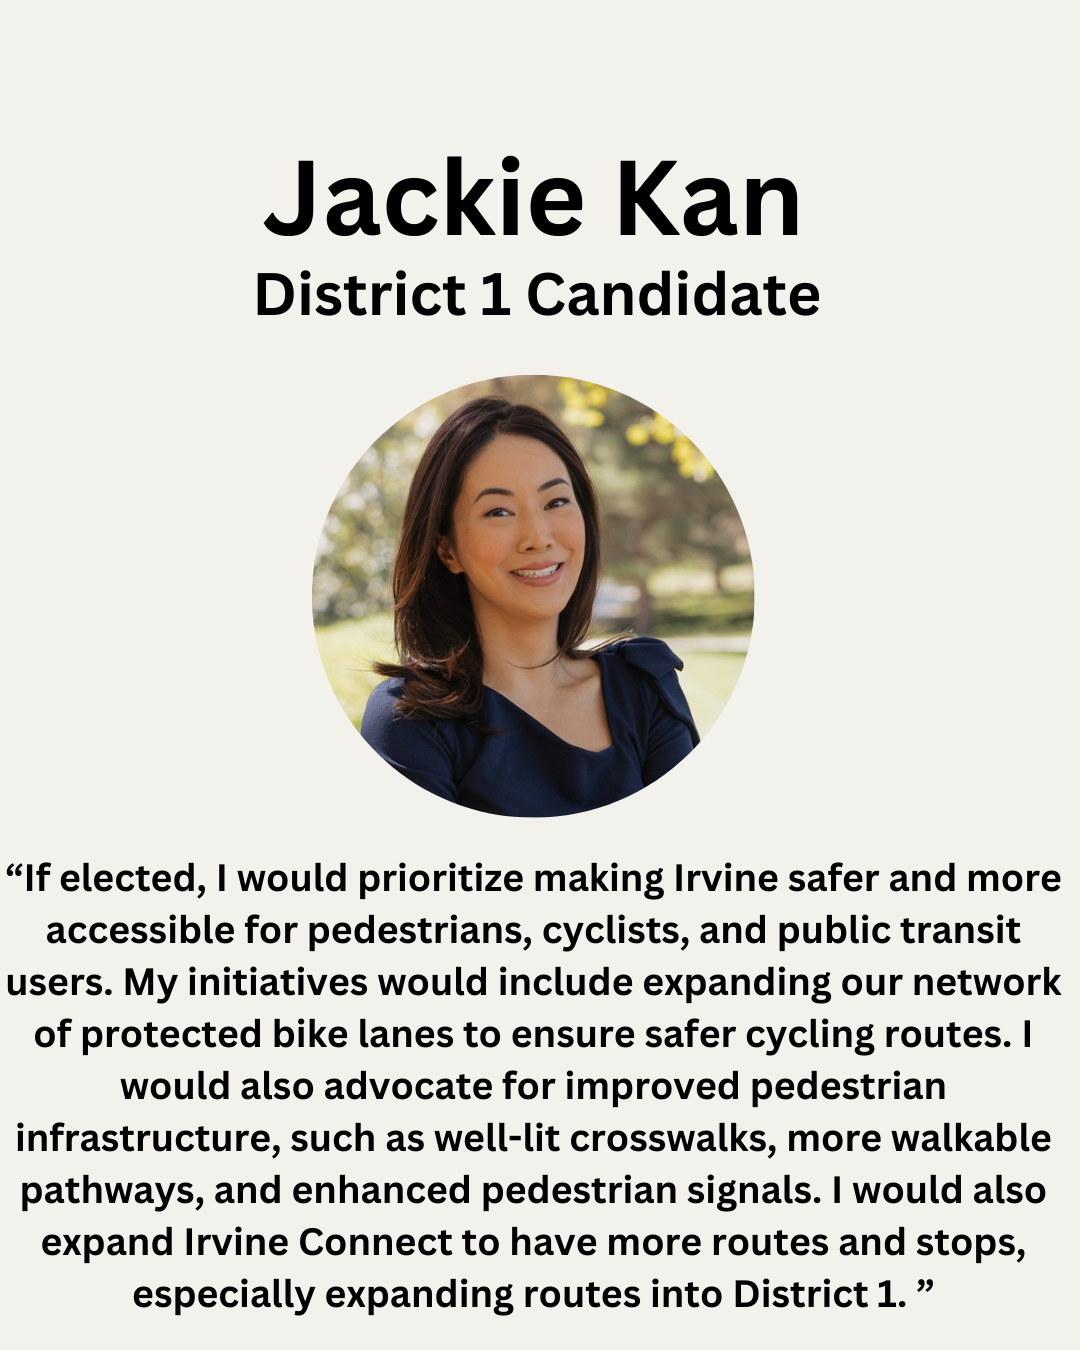 Jackie Kan
District 1 Candidate
“If elected, I would prioritize making Irvine safer and more
accessible for pedestrians, cyclists, and public transit
users. My initiatives would include expanding our network
of protected bike lanes to ensure safer cycling routes. I
would also advocate for improved pedestrian
infrastructure, such as well-lit crosswalks, more walkable
pathways, and enhanced pedestrian signals. I would also
expand Irvine Connect to have more routes and stops,
especially expanding routes into District 1. ”